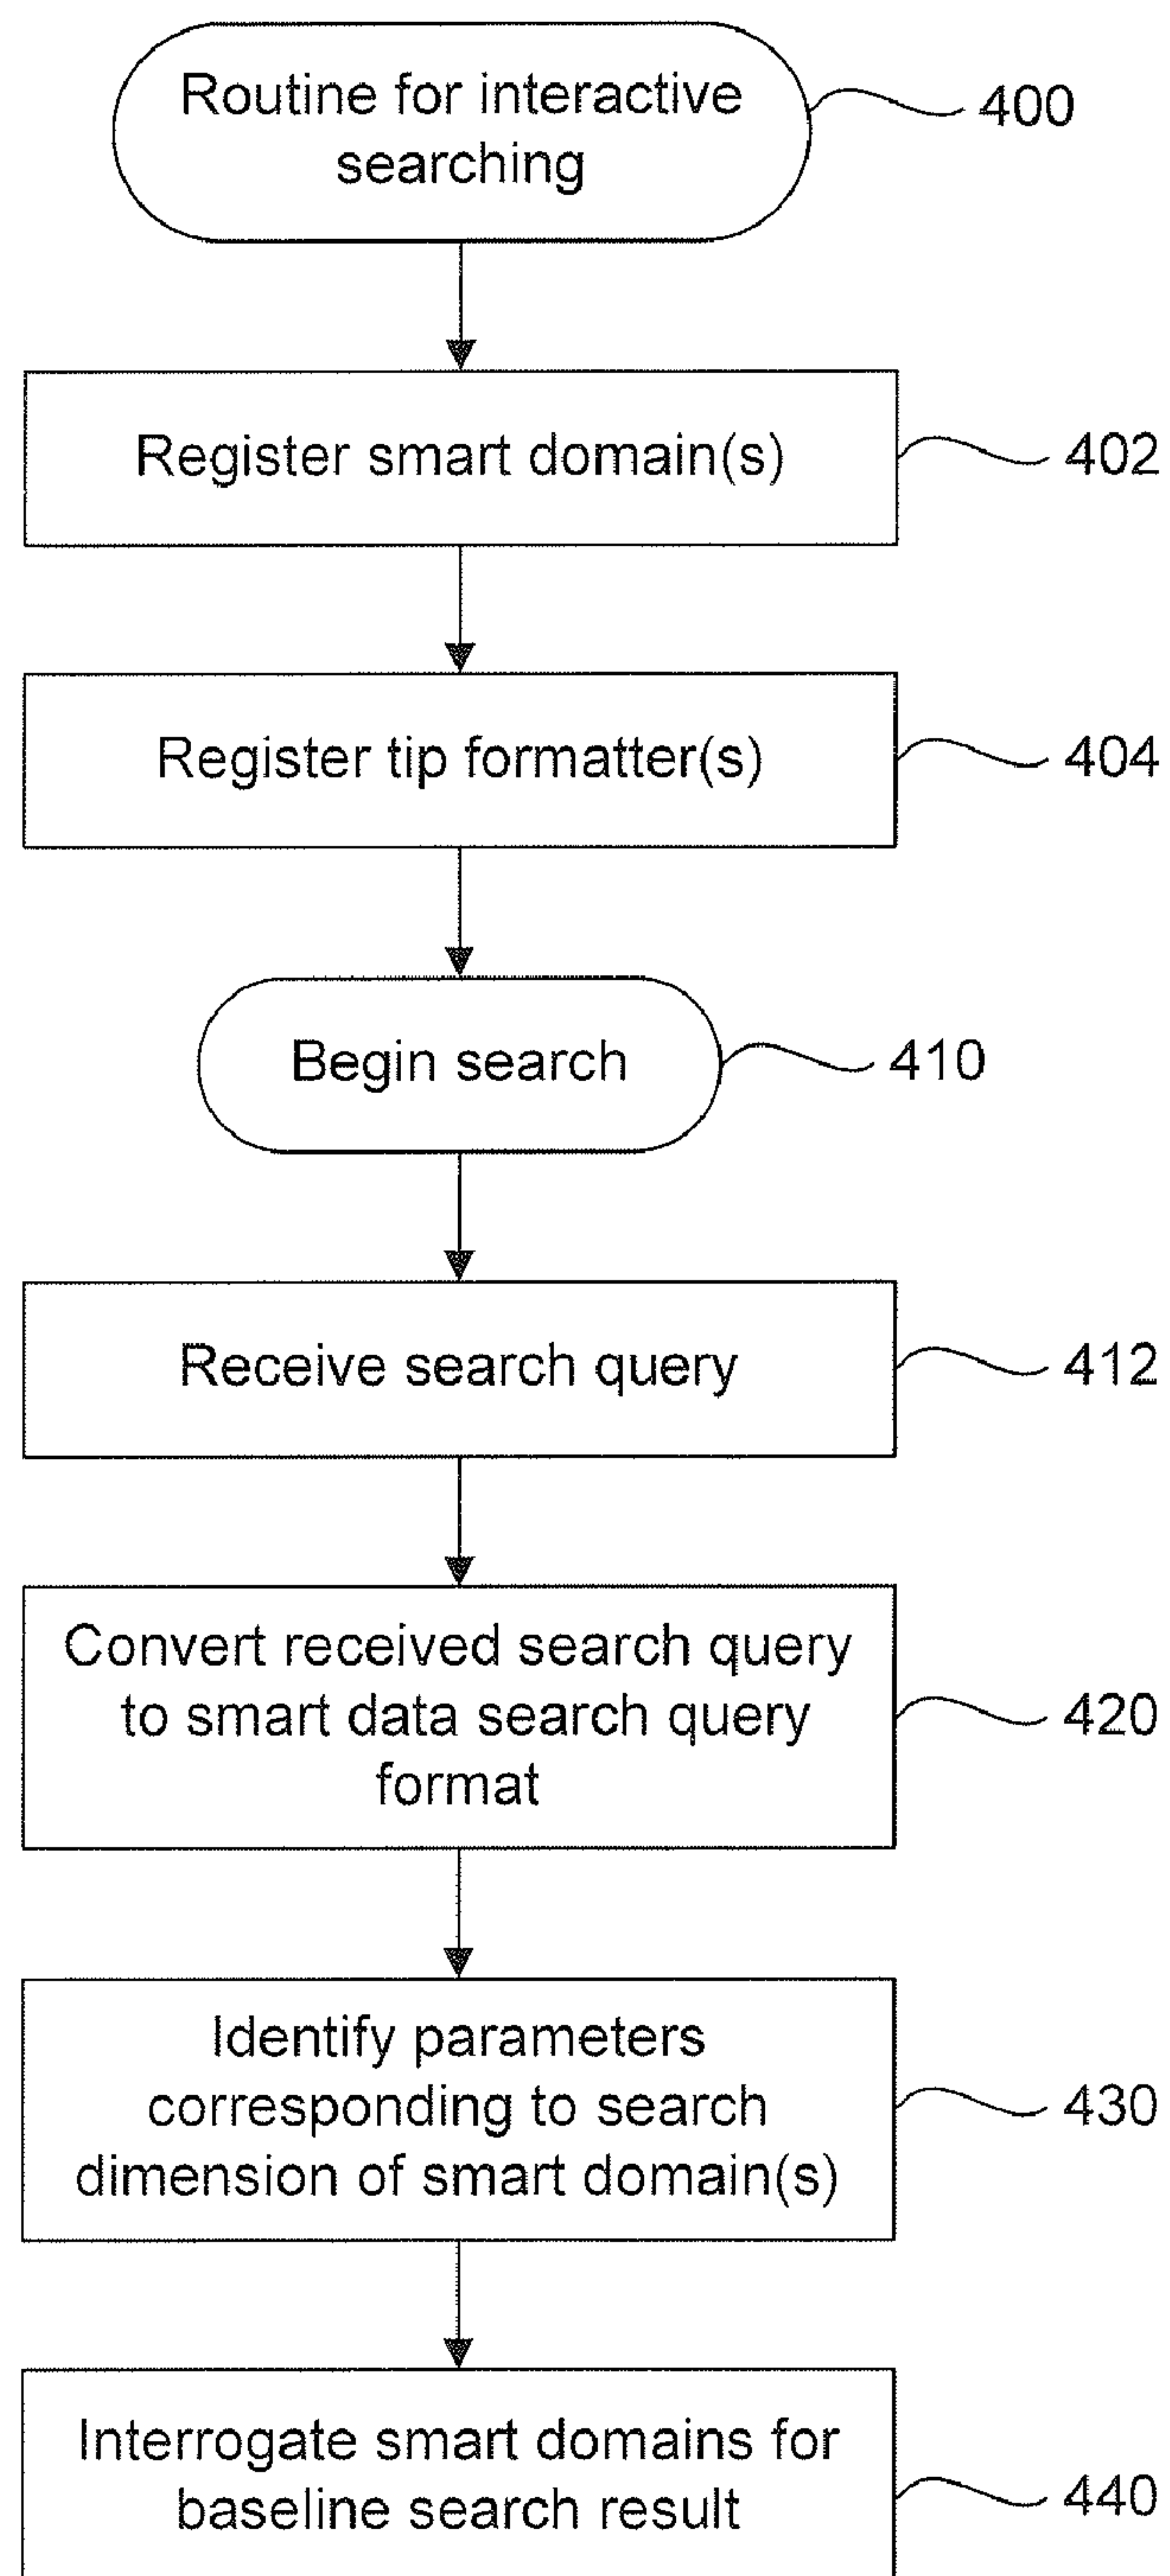 Routine for interactive
searching
400
Register smart domain(s)
402
Register tip formatter(s)
404
Begin search
410
Receive search query
412
Convert received search query
to smart data search query
format
420
Identify parameters
corresponding to search
dimension of smart domain(s)
430
Interrogate smart domains for
baseline search result
440